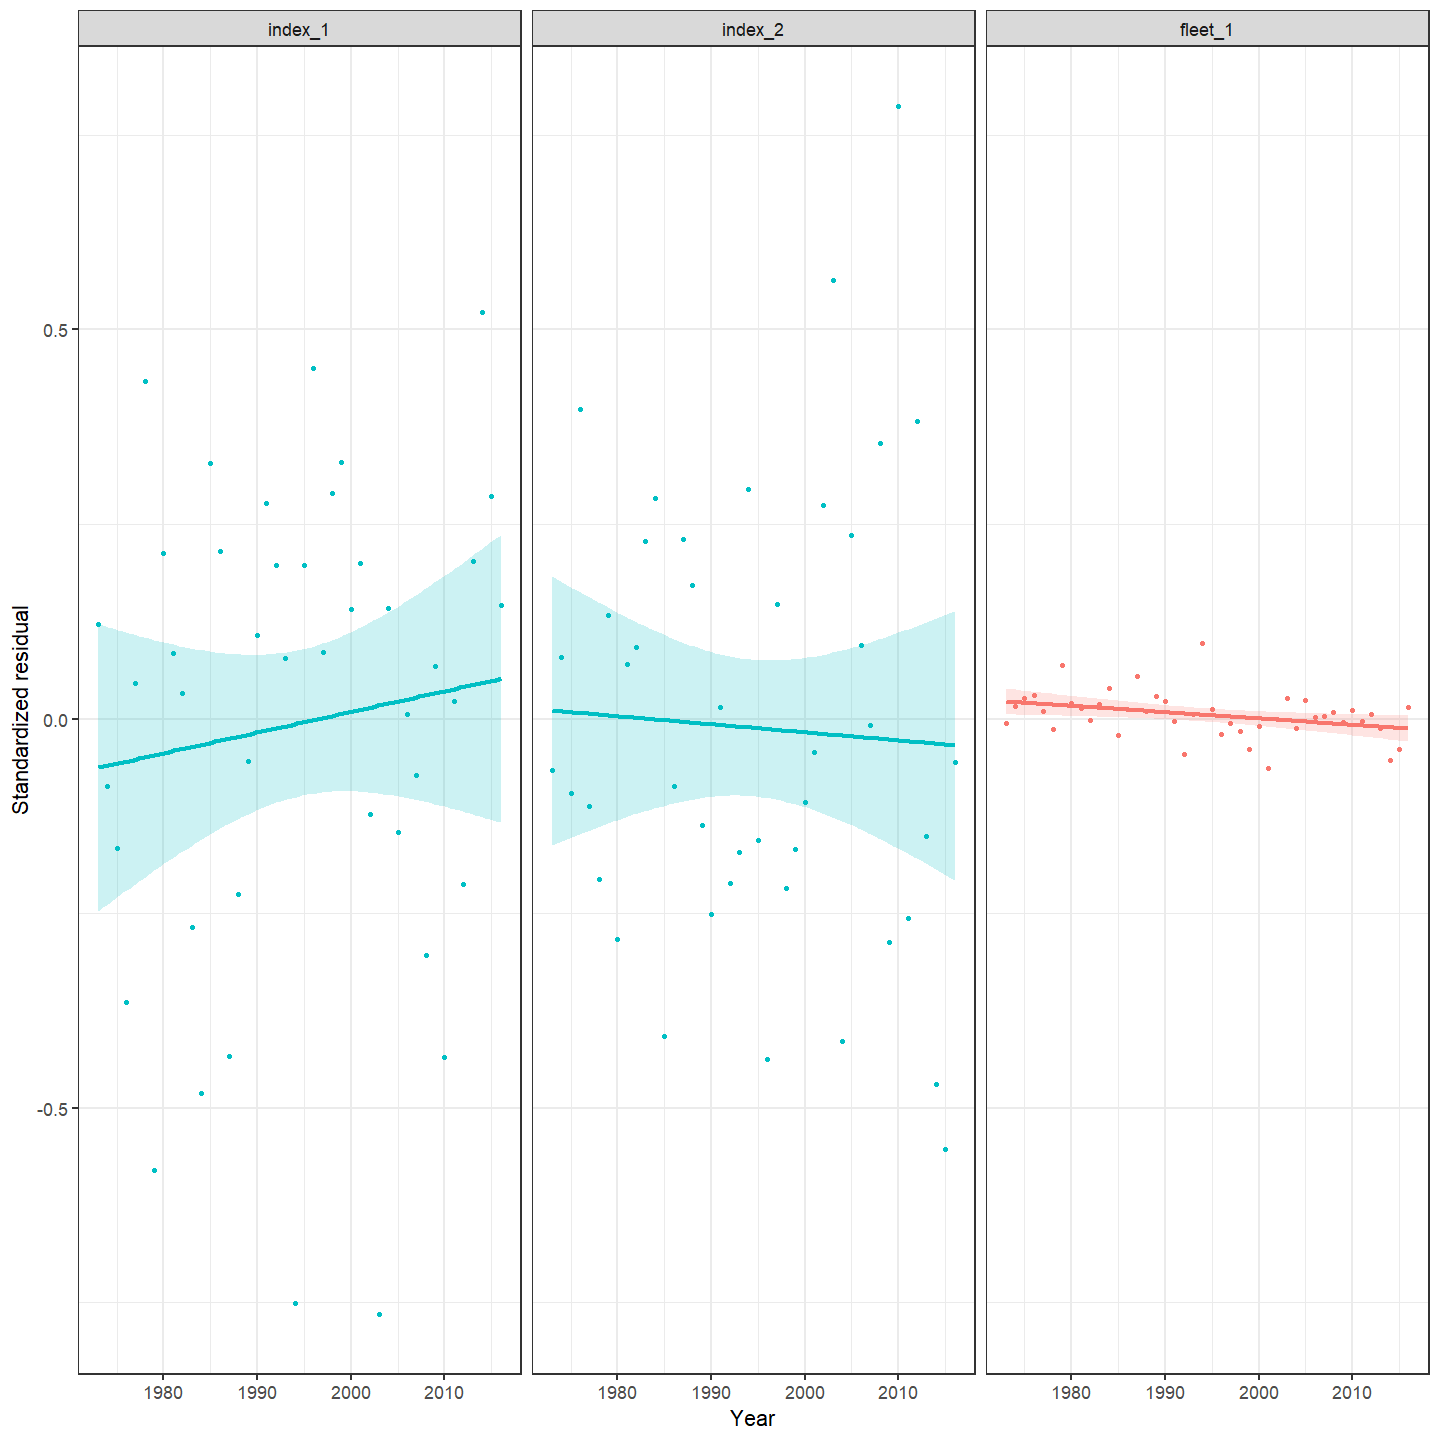 index_1 index_2 fleet_1
Standardized residual
0.5
0.0
-0.5
1980 1990 2000 2010 1980 1990 2000 2010 1980 1990 2000 2010
Year